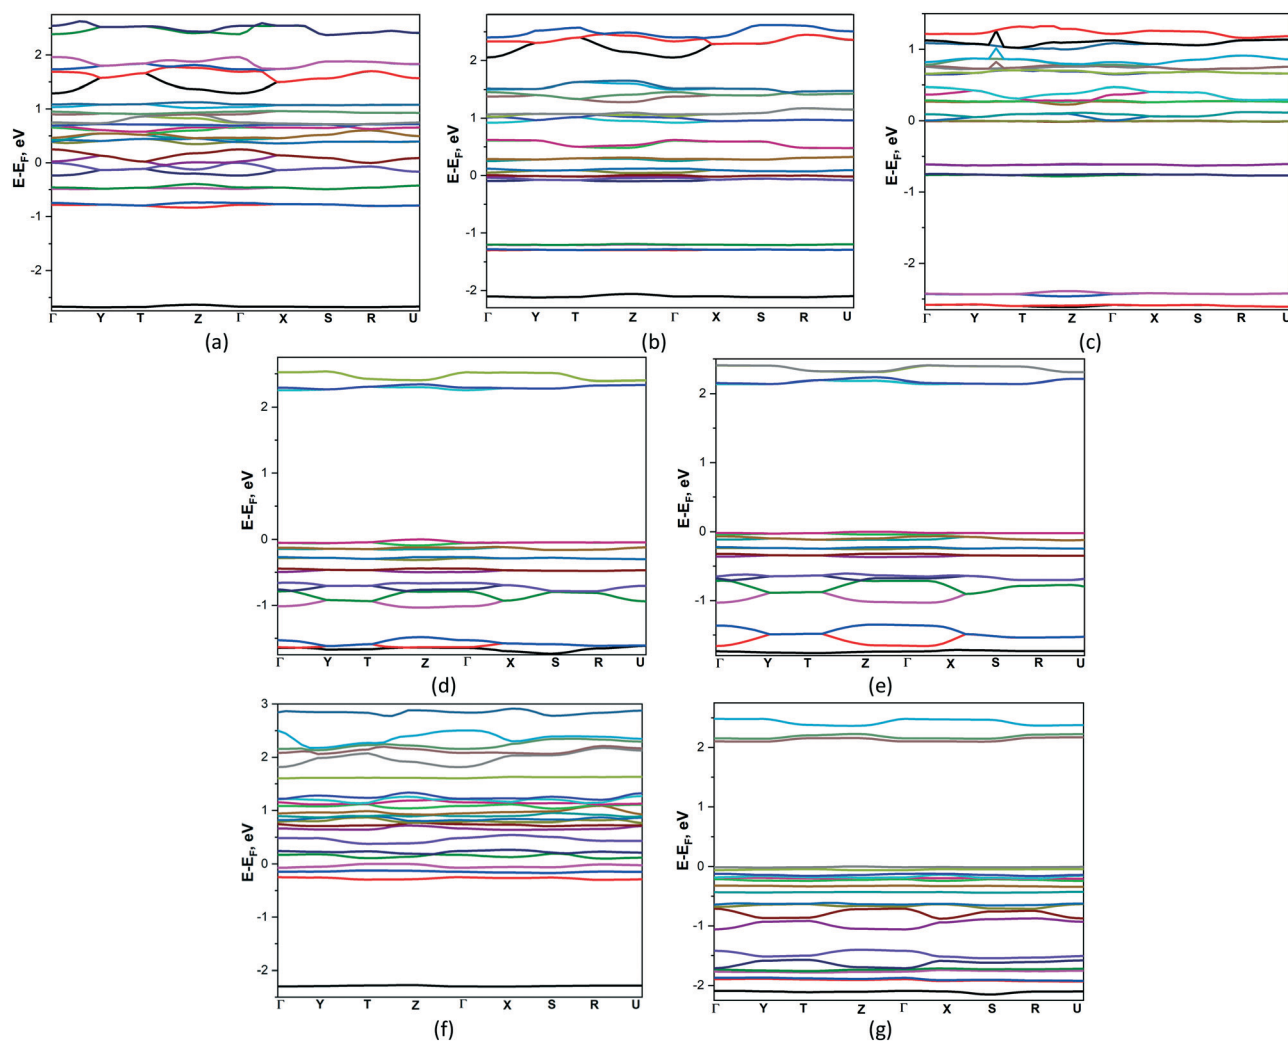 E-E_F, eV
2
1
0
-1
-2
Γ Y T Z Γ X S R U
(a)
E-E_F, eV
2
1
0
-1
-2
Γ Y T Z Γ X S R U
(b)
E-E_F, eV
1
0
-1
-2
Γ Y T Z Γ X S R U
(c)
E-E_F, eV
2
1
0
-1
Γ Y T Z Γ X S R U
(d)
E-E_F, eV
2
1
0
-1
Γ Y T Z Γ X S R U
(e)
E-E_F, eV
3
2
1
0
-1
-2
Γ Y T Z Γ X S R U
(f)
E-E_F, eV
2
1
0
-1
-2
Γ Y T Z Γ X S R U
(g)